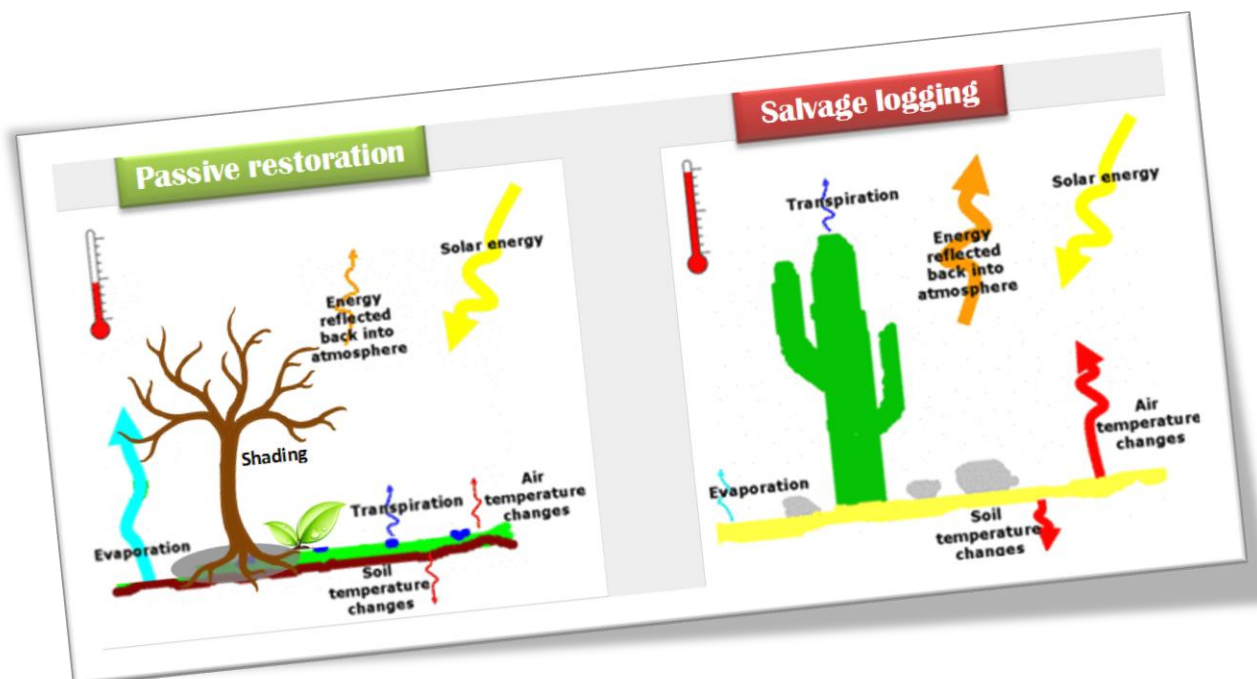 Passive restoration
Solar energy
Energy
reflected
back into
atmosphere
Shading
Evaporation
Transpiration
Air
temperature
changes
Soil
temperature
changes
Salvage logging
Transpiration
Solar energy
Energy
reflected
back into
atmosphere
Air
temperature
changes
Evaporation
Soil
temperature
changes